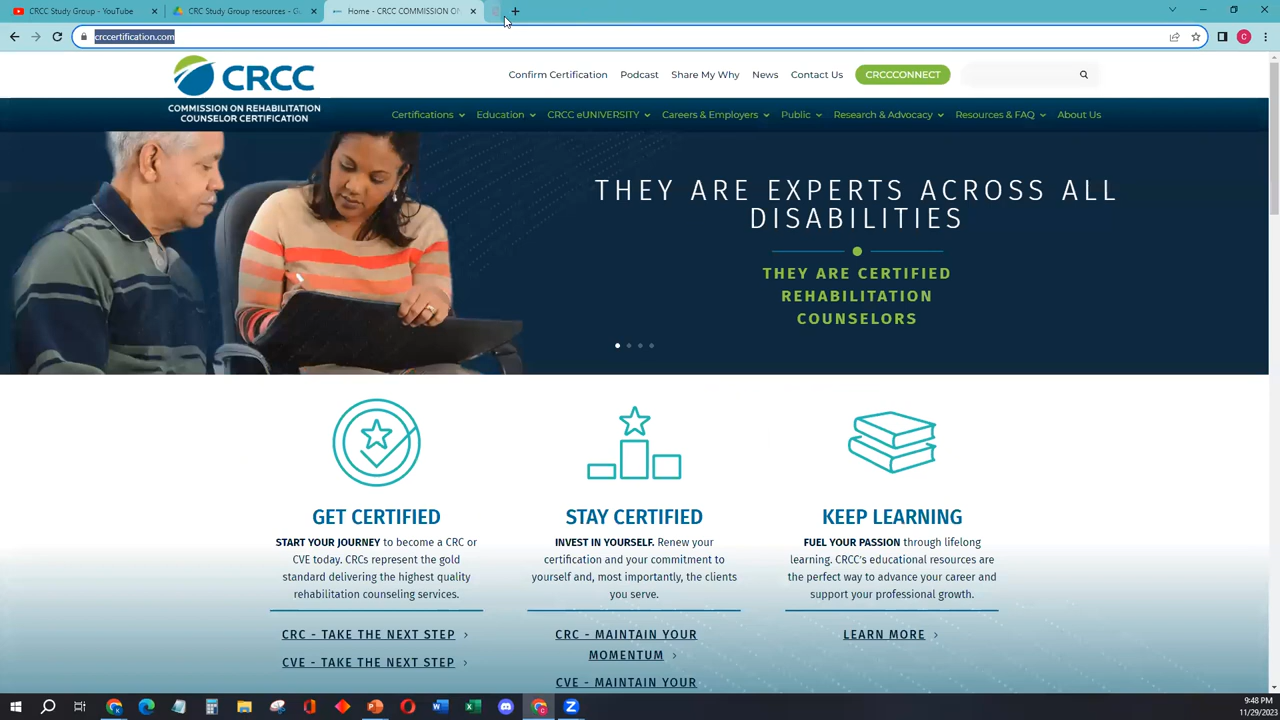 CRCC Study Group - YouTube
CRC Study Group resources - G
Home - CRCC COMMISSION O
crccertification.com
C
CRCC
COMMISSION ON REHABILITATION
COUNSELOR CERTIFICATION
Confirm Certification
Podcast
Share My Why
News
Contact Us
CRCCCONNECT
Certifications
Education
CRCC eUNIVERSITY
Careers & Employers
Public
Research & Advocacy
Resources & FAQ
About Us
THEY ARE EXPERTS ACROSS ALL
DISABILITIES
THEY ARE CERTIFIED
REHABILITATION
COUNSELORS
GET CERTIFIED
START YOUR JOURNEY to become a CRC or
CVE today. CRCs represent the gold
standard delivering the highest quality
rehabilitation counseling services.
CRC - TAKE THE NEXT STEP >
CVE - TAKE THE NEXT STEP >
STAY CERTIFIED
INVEST IN YOURSELF. Renew your
certification and your commitment to
yourself and, most importantly, the clients
you serve.
CRC - MAINTAIN YOUR
MOMENTUM >
CVE - MAINTAIN YOUR
KEEP LEARNING
FUEL YOUR PASSION through lifelong
learning. CRCC's educational resources are
the perfect way to advance your career and
support your professional growth.
LEARN MORE >
9:48 PM
11/29/2023